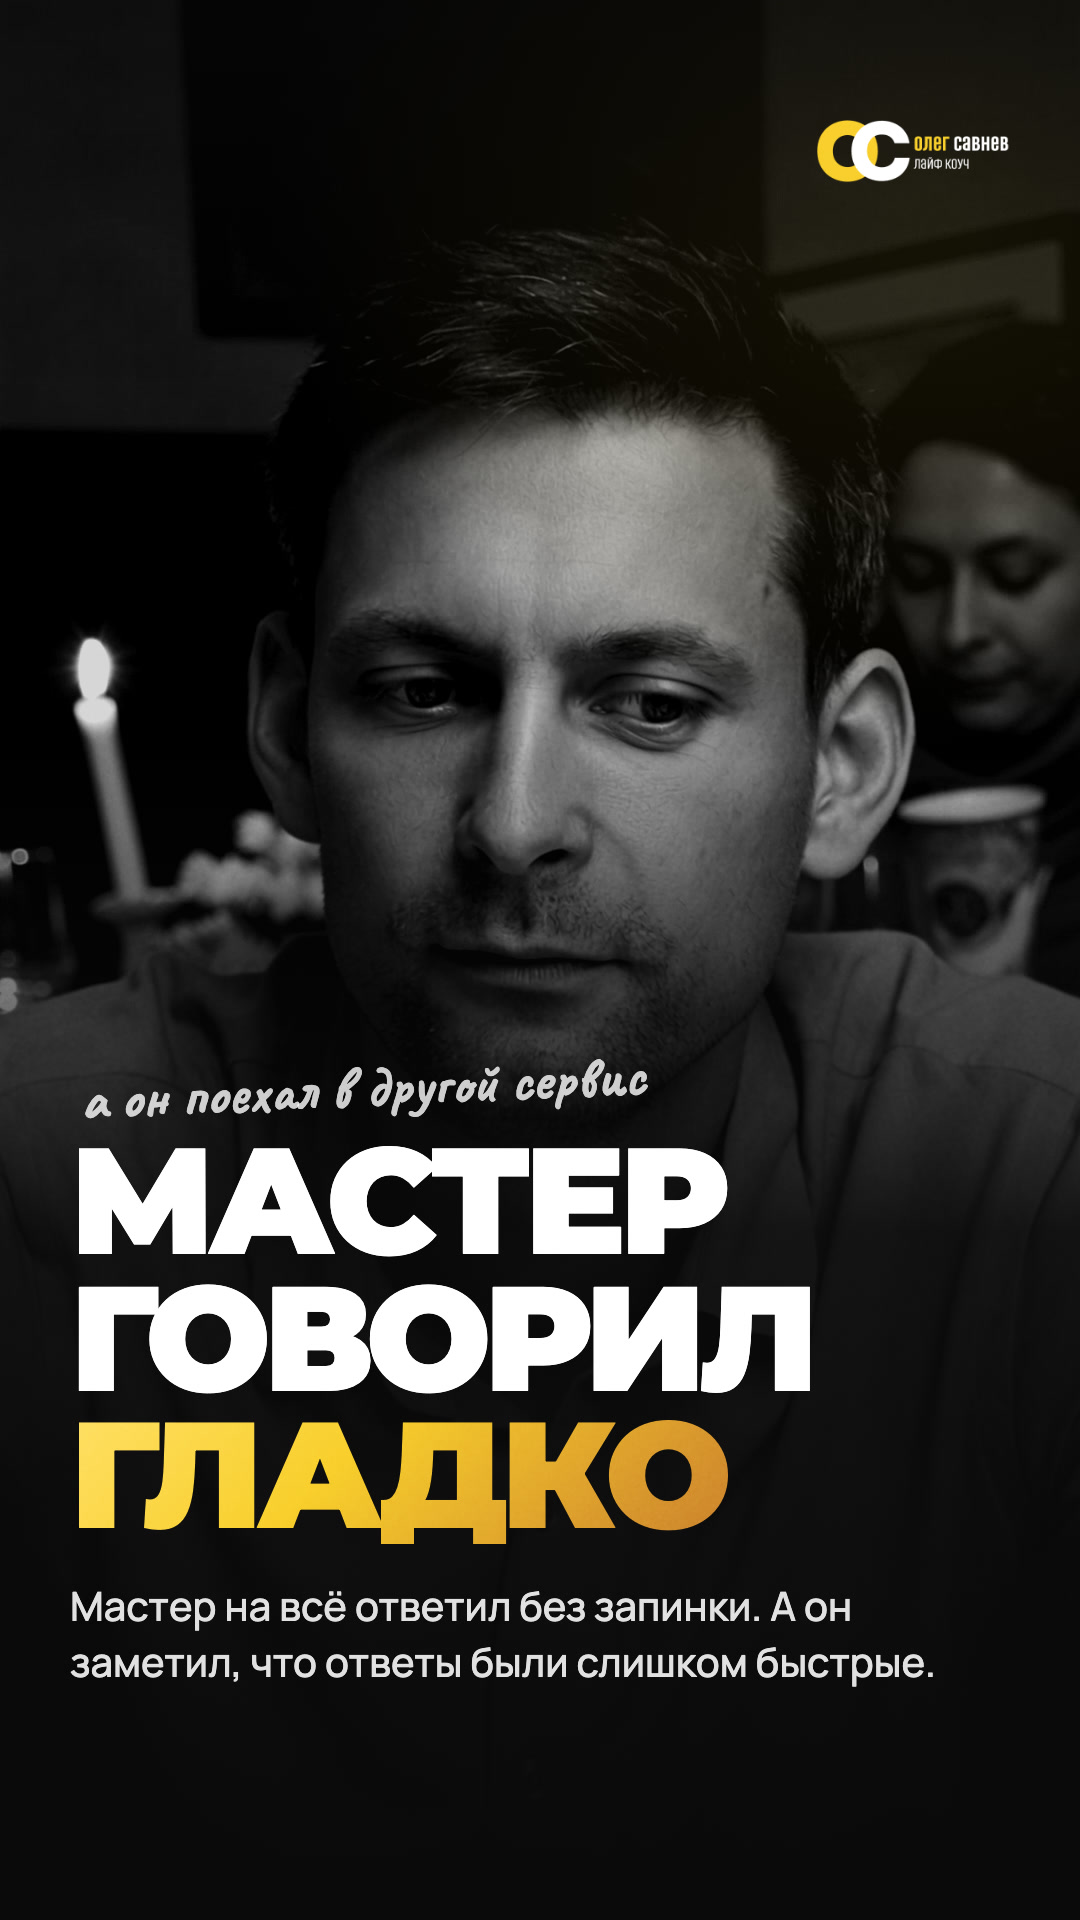 ОС
олег савнев
лайф коуч
а он поехал в другой сервис
МАСТЕР
ГОВОРИЛ
ГЛАДКО
Мастер на всё ответил без запинки. А он
заметил, что ответы были слишком быстрые.